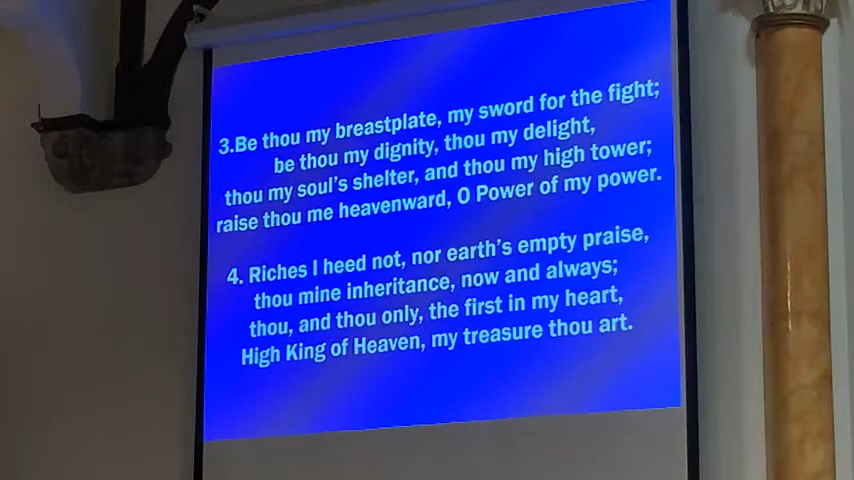 3.Be thou my breastplate, my sword for the fight;
be thou my dignity, thou my delight,
thou my soul's shelter, and thou my high tower;
raise thou me heavenward, O Power of my power.
4. Riches I heed not, nor earth's empty praise,
thou mine inheritance, now and always;
thou, and thou only, the first in my heart,
High King of Heaven, my treasure thou art.